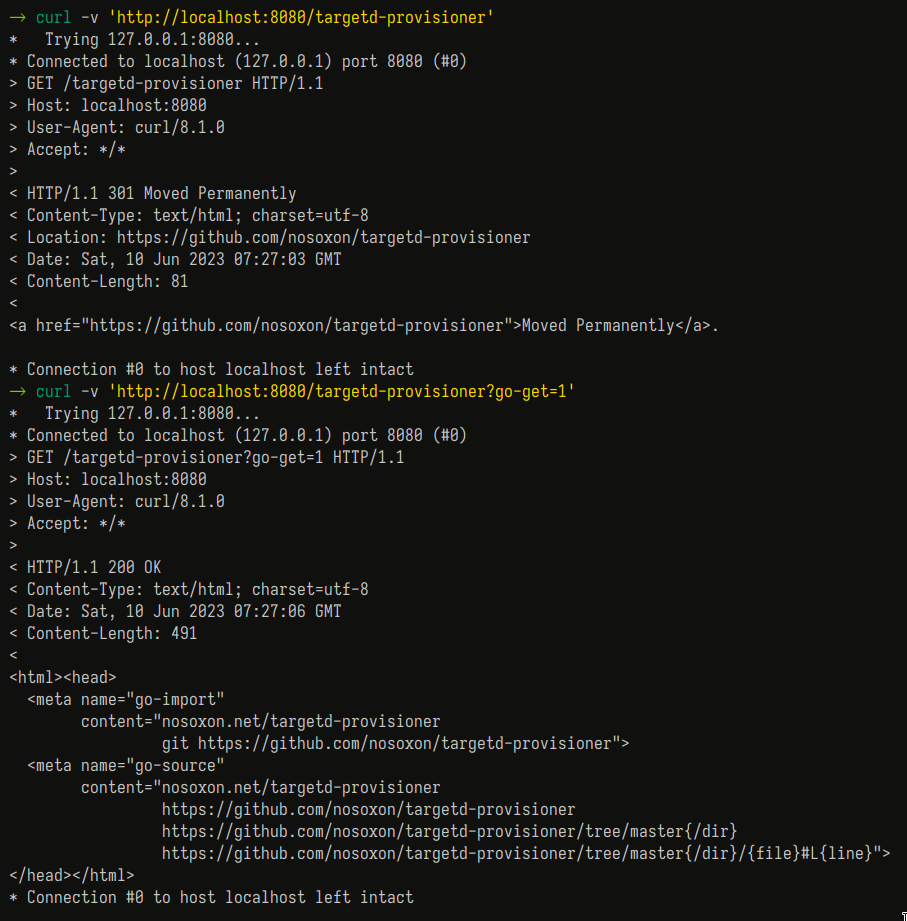 → curl -v 'http://localhost:8080/targetd-provisioner'
*   Trying 127.0.0.1:8080...
* Connected to localhost (127.0.0.1) port 8080 (#0)
> GET /targetd-provisioner HTTP/1.1
> Host: localhost:8080
> User-Agent: curl/8.1.0
> Accept: */*
>
< HTTP/1.1 301 Moved Permanently
< Content-Type: text/html; charset=utf-8
< Location: https://github.com/nosoxon/targetd-provisioner
< Date: Sat, 10 Jun 2023 07:27:03 GMT
< Content-Length: 81
<
<a href="https://github.com/nosoxon/targetd-provisioner">Moved Permanently</a>.

* Connection #0 to host localhost left intact
→ curl -v 'http://localhost:8080/targetd-provisioner?go-get=1'
*   Trying 127.0.0.1:8080...
* Connected to localhost (127.0.0.1) port 8080 (#0)
> GET /targetd-provisioner?go-get=1 HTTP/1.1
> Host: localhost:8080
> User-Agent: curl/8.1.0
> Accept: */*
>
< HTTP/1.1 200 OK
< Content-Type: text/html; charset=utf-8
< Date: Sat, 10 Jun 2023 07:27:06 GMT
< Content-Length: 491
<
<html><head>
  <meta name="go-import"
        content="nosoxon.net/targetd-provisioner
                 git https://github.com/nosoxon/targetd-provisioner">
  <meta name="go-source"
        content="nosoxon.net/targetd-provisioner
                 https://github.com/nosoxon/targetd-provisioner
                 https://github.com/nosoxon/targetd-provisioner/tree/master{/dir}
                 https://github.com/nosoxon/targetd-provisioner/tree/master{/dir}/{file}#L{line}">
</head></html>
* Connection #0 to host localhost left intact